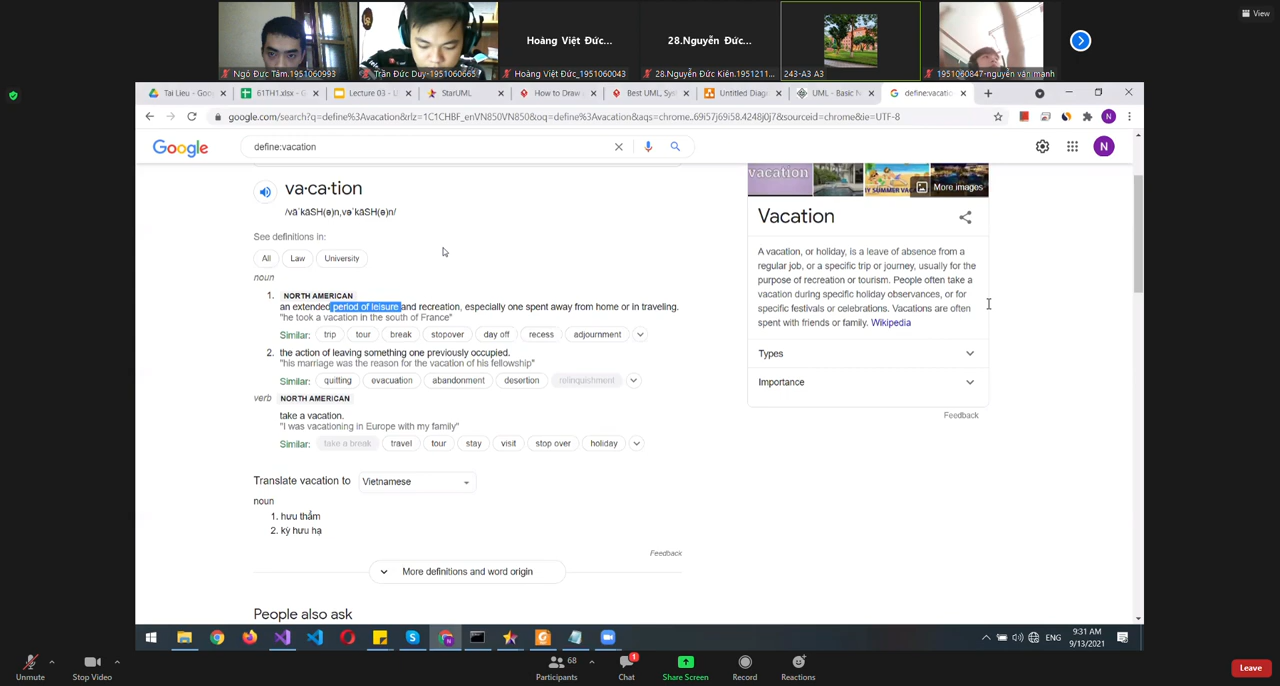 View
Ngô Đức Tâm.1951060993
Trần Đức Duy-1951060665
Hoàng Việt Đức...
Hoàng Việt Đức_1951060043
28.Nguyễn Đức...
28.Nguyễn Đức Kiên.1951211...
243-A3 A3
1951060847-nguyễn văn mạnh
Tai Lieu - Goo
61TH1.xlsx - G
Lecture 03 - U
StarUML
How to Draw
Best UML, Sys
Untitled Diag
UML - Basic N
define:vacatio
google.com/search?q=define%3Avacation&rlz=1C1CHBF_enVN850VN850&oq=define%3Avacation&aqs=chrome..69i57j69i58.4248j0j7&sourceid=chrome&ie=UTF-8
N
Google
define:vacation
N
va·ca·tion
/vāˈkāSH(ə)n,vəˈkāSH(ə)n/
See definitions in:
All
Law
University
noun
1. NORTH AMERICAN
an extended period of leisure and recreation, especially one spent away from home or in traveling.
"he took a vacation in the south of France"
Similar: trip tour break stopover day off recess adjournment
2. the action of leaving something one previously occupied.
"his marriage was the reason for the vacation of his fellowship"
Similar: quitting evacuation abandonment desertion relinquishment
verb NORTH AMERICAN
take a vacation.
"I was vacationing in Europe with my family"
Similar: take a break travel tour stay visit stop over holiday
Translate vacation to Vietnamese
noun
1. hưu thẩm
2. kỳ hưu hạ
Feedback
More definitions and word origin
People also ask
vacation
Y SUMMER VAC
More images
Vacation
A vacation, or holiday, is a leave of absence from a
regular job, or a specific trip or journey, usually for the
purpose of recreation or tourism. People often take a
vacation during specific holiday observances, or for
specific festivals or celebrations. Vacations are often
spent with friends or family. Wikipedia
Types
Importance
Feedback
ENG
9:31 AM
9/13/2021
Unmute
Stop Video
68
Participants
1
Chat
Share Screen
Record
Reactions
Leave